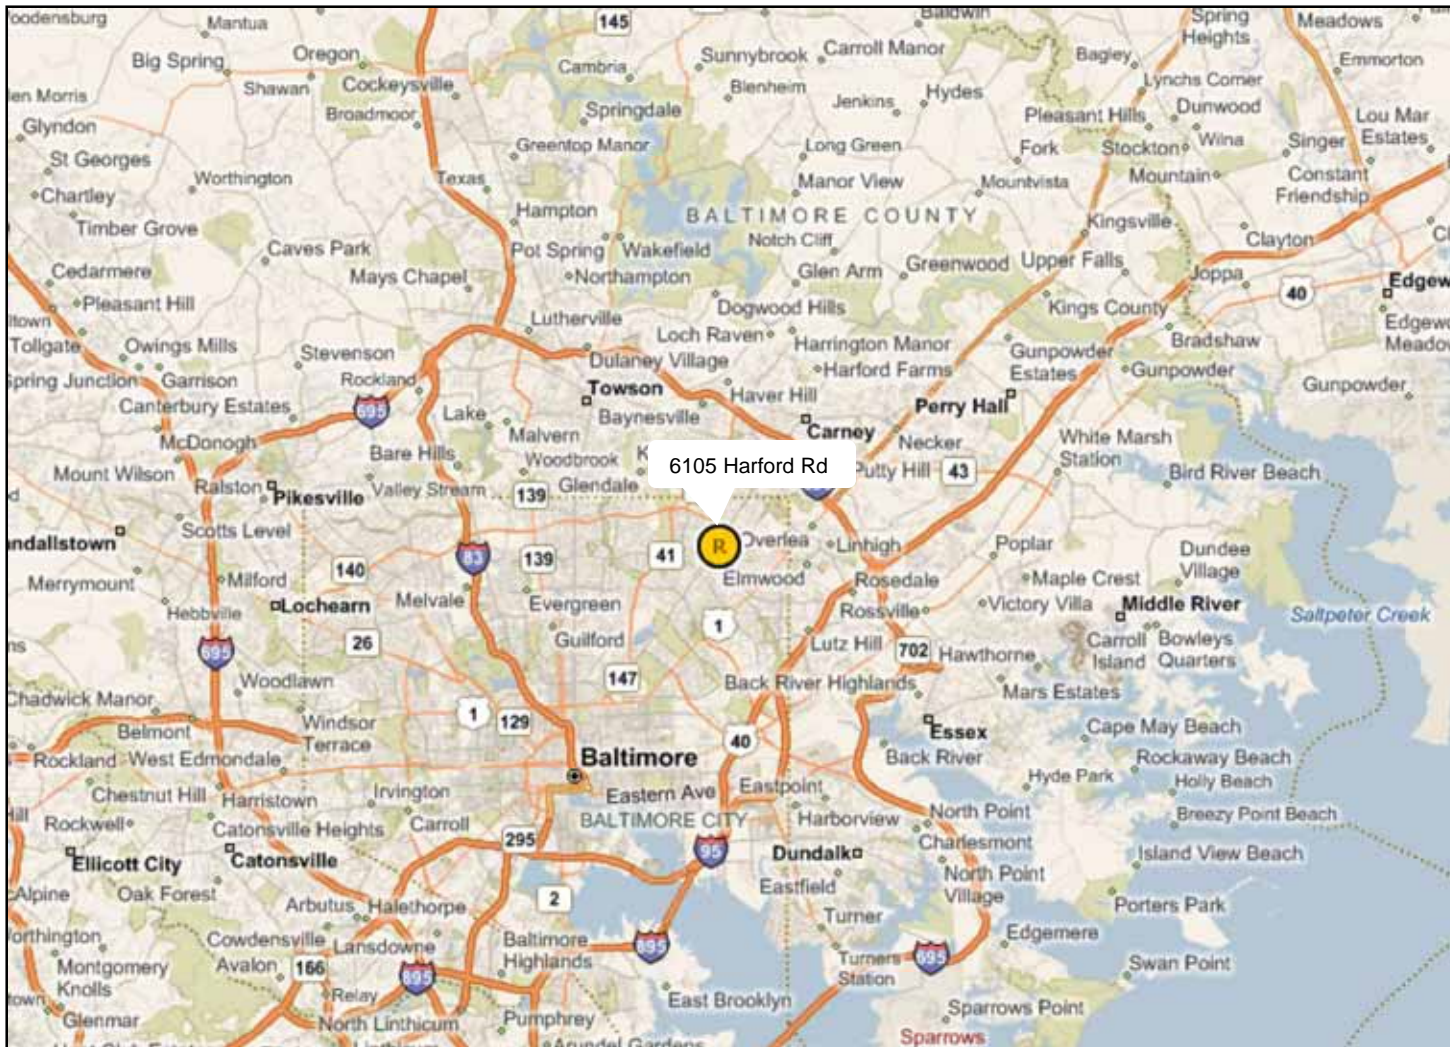 Mantua
145
Carroll Manor
Spring
Heights
Meadows
Oregon
Sunnybrook
Big Spring
Cambria
Bagley
Emmorton
Shawan
Cockeysville
Blenheim
Jenkins
Hydes
Lynchs Corner
Broadmoor
Springdale
Pleasant Hills
Dunwood
Lou Mar
Estates
Glyndon
Greentop Manor
Long Green
Fork
Stockton
Wilna
Singer
St Georges
Worthington
Texas
Manor View
Mountvista
Mountain
Constant
Friendship
Chartley
Hampton
BALTIMORE COUNTY
Kingsville
Timber Grove
Caves Park
Pot Spring
Wakefield
Notch Cliff
Clayton
Cedarmere
Mays Chapel
Northampton
Glen Arm
Greenwood
Upper Falls
Joppa
40
Pleasant Hill
Dogwood Hills
Kings County
Lutherville
Loch Raven
Harrington Manor
Bradshaw
Tollgate
Owings Mills
Stevenson
Dulaney Village
Gunpowder
Estates
Garrison
Rockland
Towson
Haver Hill
Harford Farms
Gunpowder
Gunpowder
Canterbury Estates
695
Lake
Baynesville
Perry Hall
McDonogh
Malvern
Carney
Necker
White Marsh
Station
Mount Wilson
Bare Hills
Woodbrook
6105 Harford Rd
Putty Hill
43
Bird River Beach
Ralston
Pikesville
Valley Stream
139
Glendale
Scotts Level
83
139
41
R
Overlea
Linhigh
Poplar
Dundee
Village
Merrymount
Milford
140
Elmwood
Rosedale
Maple Crest
Hebbville
Lochearn
Melvale
Evergreen
Rossville
Victory Villa
Middle River
Saltpeter Creek
695
26
Guilford
1
Lutz Hill
702
Hawthorne
Carroll
Island
Bowleys
Quarters
Woodlawn
147
Back River Highlands
Mars Estates
Chadwick Manor
Belmont
Windsor
Terrace
1
129
40
Essex
Cape May Beach
Rockland
West Edmondale
Baltimore
Back River
Rockaway Beach
Chestnut Hill
Harristown
Irvington
Eastern Ave
Eastpoint
Hyde Park
Holly Beach
Rockwell
Catonsville Heights
Carroll
BALTIMORE CITY
Harborview
North Point
Breezy Point Beach
Ellicott City
Catonsville
295
95
Dundalk
Charlesmont
Island View Beach
Oak Forest
2
Eastfield
North Point
Village
Arbutus
Halethorpe
Turner
Porters Park
Cowdensville
Lansdowne
Baltimore
Highlands
895
Edgemere
Montgomery
Knolls
Avalon
166
895
Turners
Station
695
Swan Point
Relay
East Brooklyn
Sparrows Point
Glenmar
North Linthicum
Pumphrey
Sparrows
Arundel Gardens